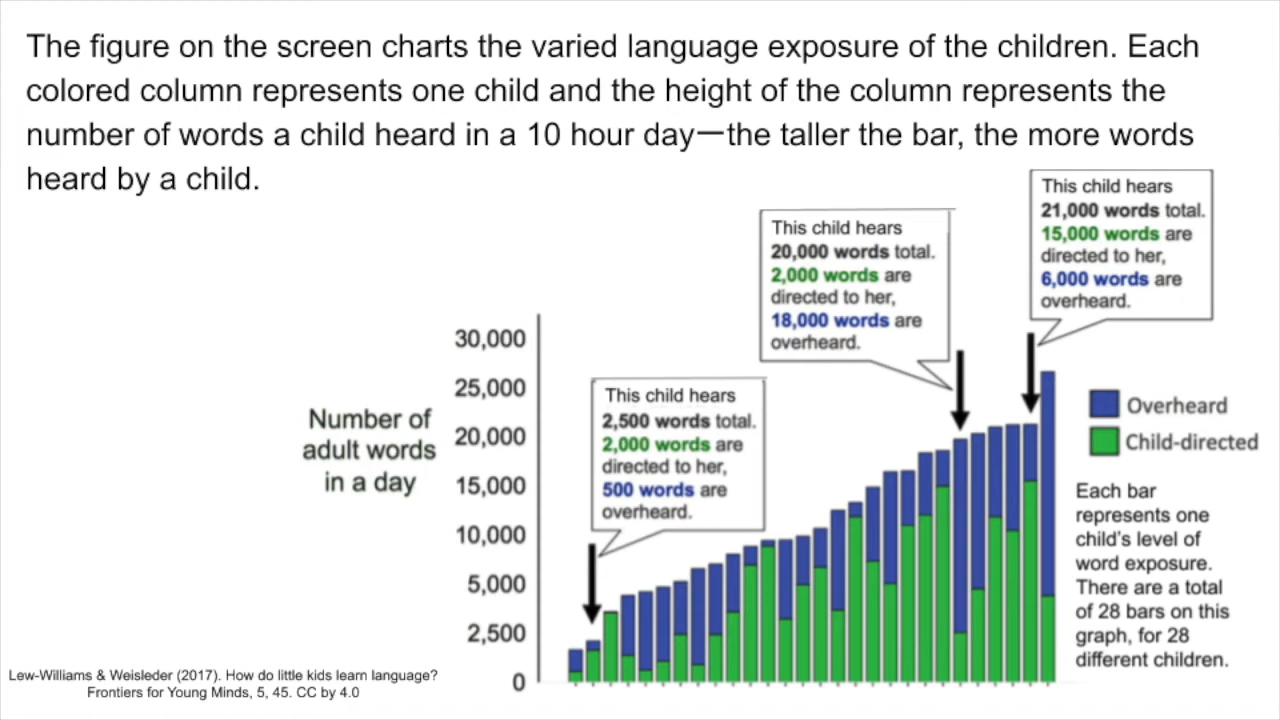 The figure on the screen charts the varied language exposure of the children. Each
colored column represents one child and the height of the column represents the
number of words a child heard in a 10 hour day—the taller the bar, the more words
heard by a child.
This child hears
21,000 words total.
15,000 words are
directed to her,
6,000 words are
overheard.
This child hears
20,000 words total.
2,000 words are
directed to her,
18,000 words are
overheard.
This child hears
2,500 words total.
2,000 words are
directed to her,
500 words are
overheard.
Number of
adult words
in a day
30,000
25,000
20,000
15,000
10,000
5,000
2,500
0
Overheard
Child-directed
Each bar
represents one
child's level of
word exposure.
There are a total
of 28 bars on this
graph, for 28
different children.
Lew-Williams & Weisleder (2017). How do little kids learn language?
Frontiers for Young Minds, 5, 45. CC by 4.0